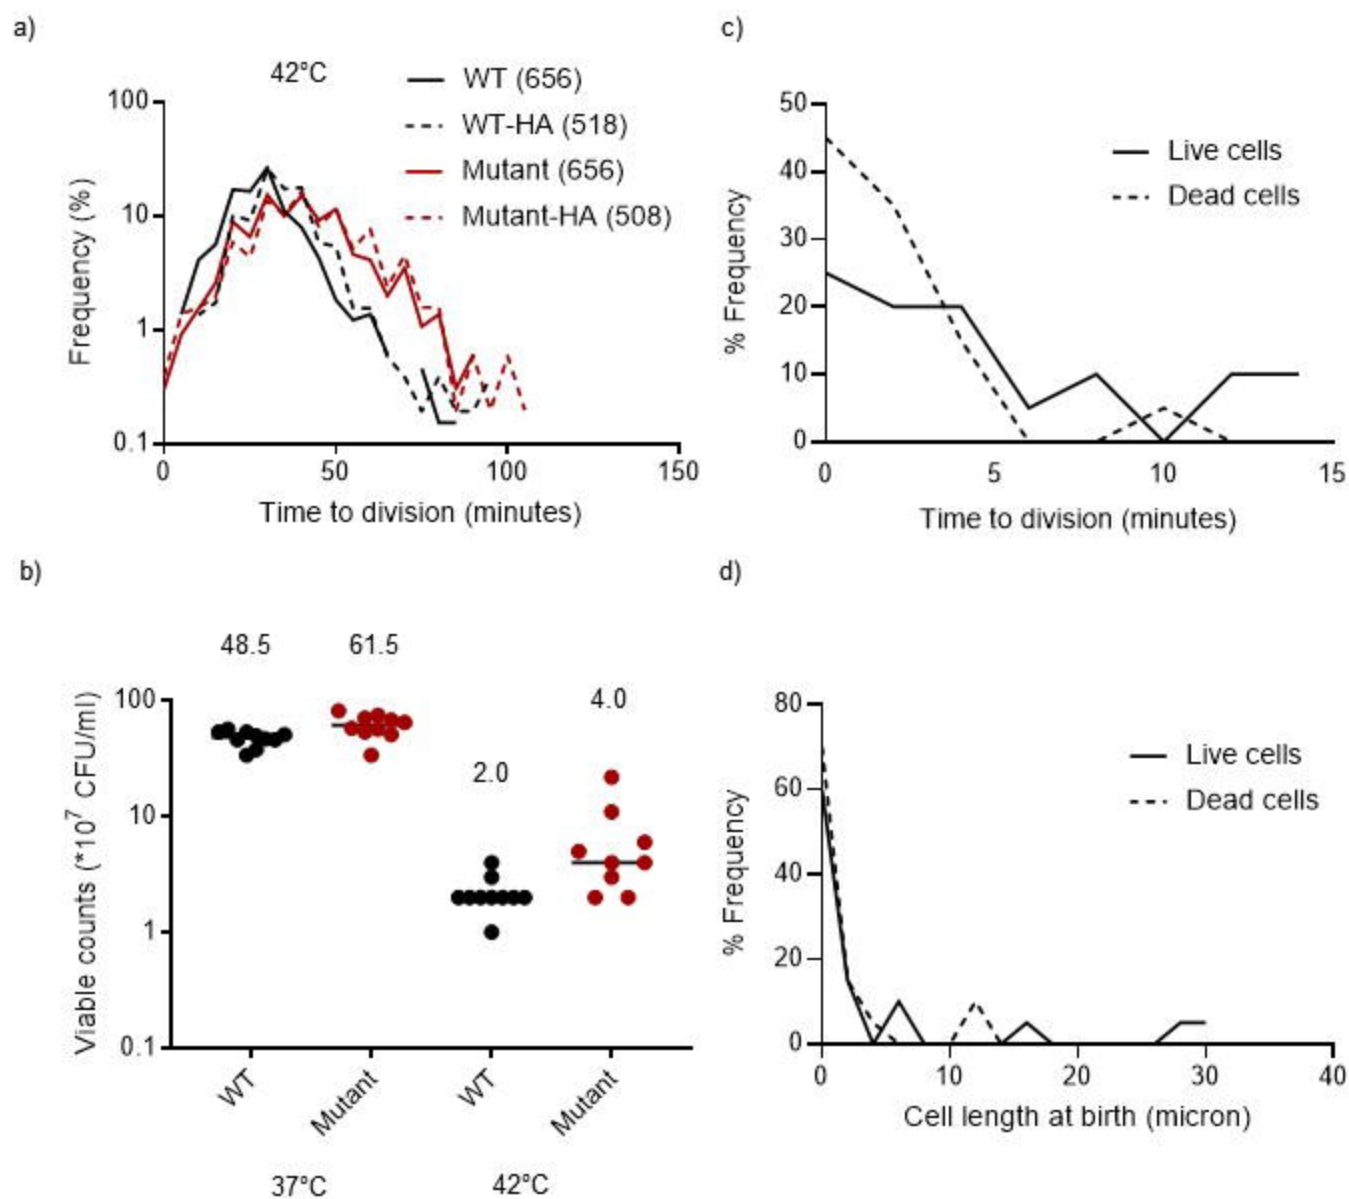 a)
42°C
WT (656)
WT-HA (518)
Mutant (656)
Mutant-HA (508)
100
10
1
0.1
Frequency (%)
0 50 100 150
Time to division (minutes)
c)
Live cells
Dead cells
50
40
30
20
10
0
% Frequency
0 5 10 15
Time to division (minutes)
b)
48.5 61.5
2.0
4.0
100
10
1
0.1
Viable counts (*10⁷ CFU/ml)
WT Mutant WT Mutant
37°C 42°C
d)
Live cells
Dead cells
80
60
40
20
0
% Frequency
0 10 20 30 40
Cell length at birth (micron)